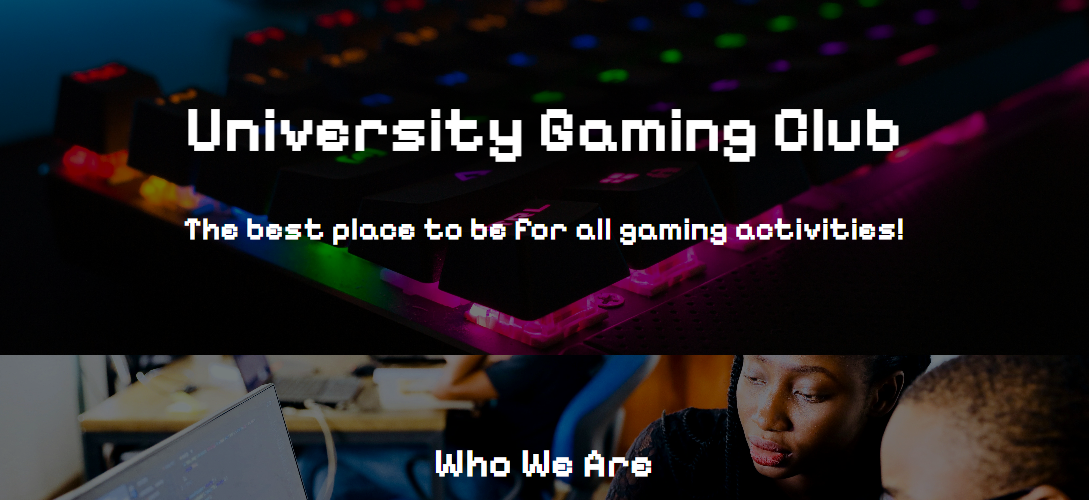 University Gaming Club
The best place to be for all gaming activities!
Who We Are